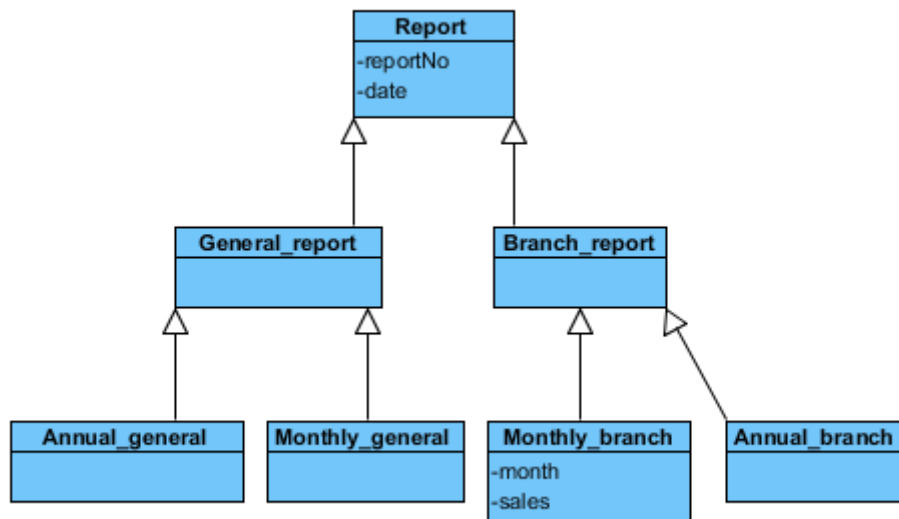 Report
-reportNo
-date
General_report
Branch_report
Annual_general
Monthly_general
Monthly_branch
-month
-sales
Annual_branch